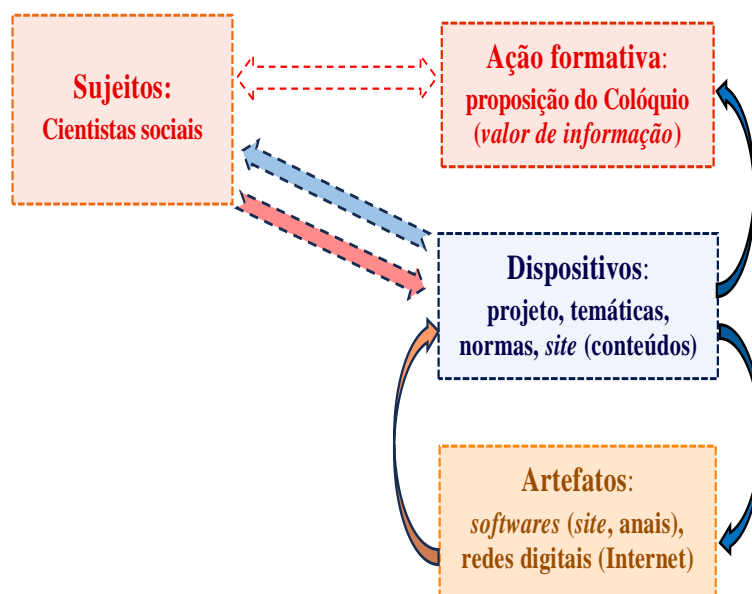 Sujeitos:
Cientistas sociais
Ação formativa:
proposição do Colóquio
(valor de informação)
Dispositivos:
projeto, temáticas,
normas, site (conteúdos)
Artefatos:
softwares (site, anais),
redes digitais (Internet)